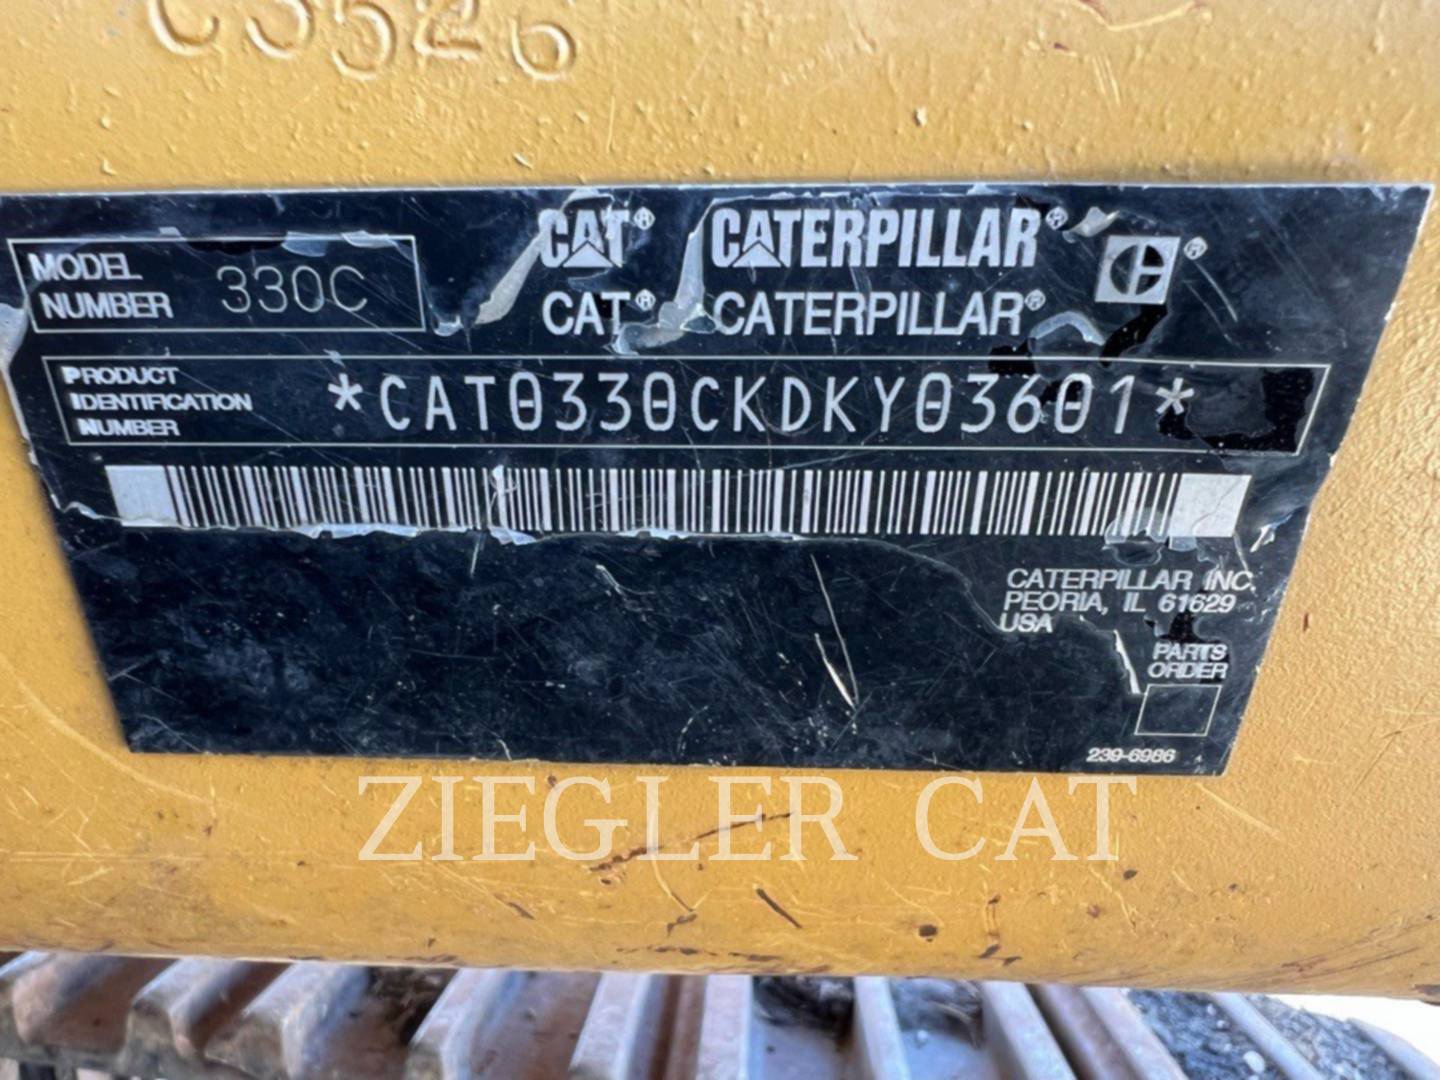 C3526
CAT® CATERPILLAR® ®
MODEL NUMBER 330C
CAT® CATERPILLAR®
PRODUCT IDENTIFICATION NUMBER *CAT0330CKDKY03601*
CATERPILLAR INC.
PEORIA, IL 61629
USA
PARTS
ORDER
239-6986
ZIEGLER CAT